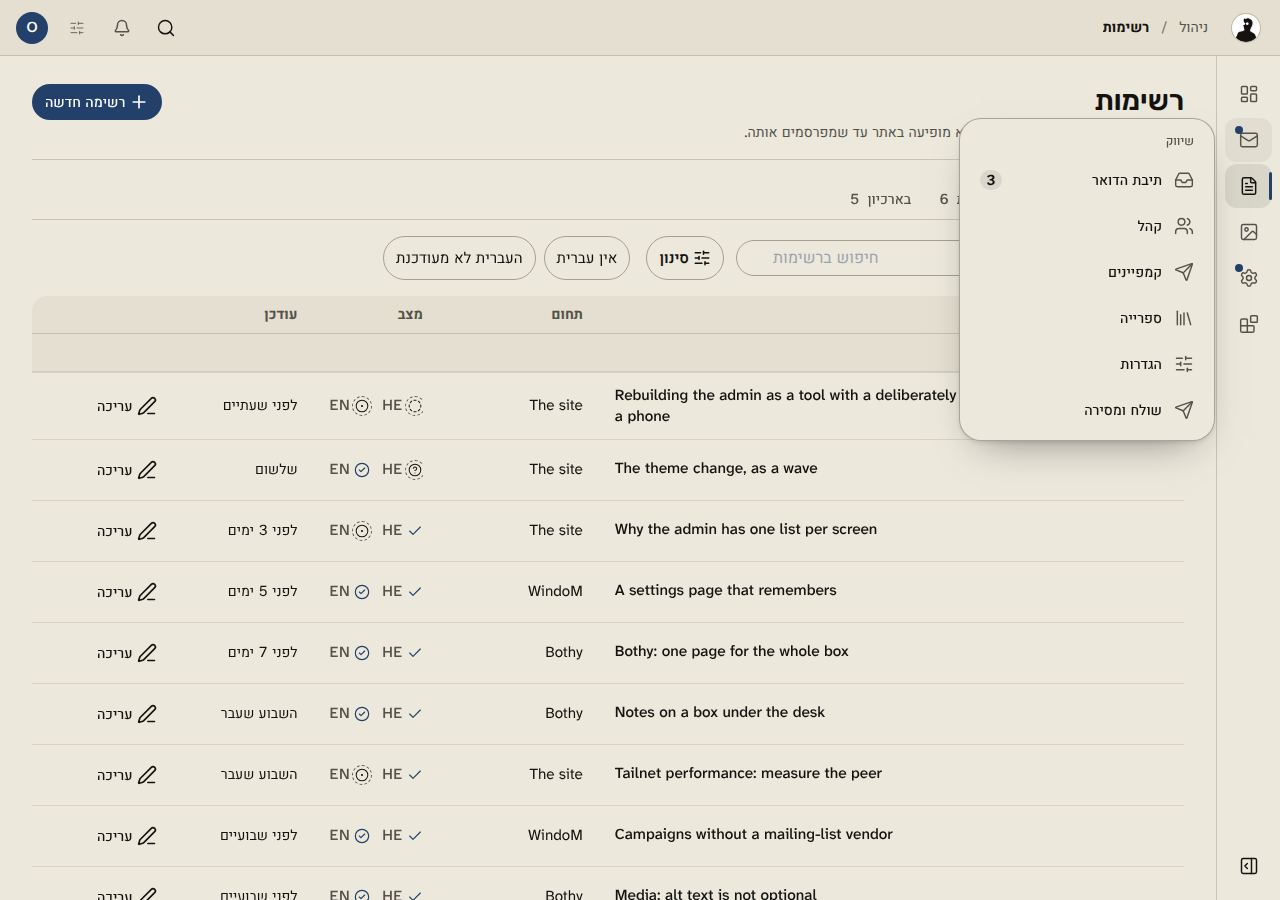 ניהול / רשימות
O
רשימות
רשימה חדשה
מופיעה באתר עד שמפרסמים אותה.
שיווק
תיבת הדואר 3
קהל
קמפיינים
ספרייה
הגדרות
שולח ומסירה
6
בארכיון 5
חיפוש ברשימות
סינון
אין עברית
העברית לא מעודכנת
תחום מצב עודכן
Rebuilding the admin as a tool with a deliberately
a phone
The site HE EN לפני שעתיים עריכה
The theme change, as a wave The site HE EN שלשום עריכה
Why the admin has one list per screen The site HE EN לפני 3 ימים עריכה
A settings page that remembers WindoM HE EN לפני 5 ימים עריכה
Bothy: one page for the whole box Bothy HE EN לפני 7 ימים עריכה
Notes on a box under the desk Bothy HE EN השבוע שעבר עריכה
Tailnet performance: measure the peer The site HE EN השבוע שעבר עריכה
Campaigns without a mailing-list vendor WindoM HE EN לפני שבועיים עריכה
Media: alt text is not optional Bothy HE EN לפני שבועיים עריכה